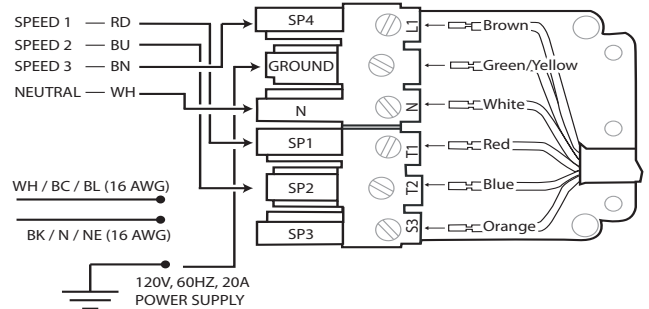 SPEED 1 — RD
SPEED 2 — BU
SPEED 3 — BN
NEUTRAL — WH
WH / BC / BL (16 AWG)
BK / N / NE (16 AWG)
120V, 60HZ, 20A
POWER SUPPLY
SP4
GROUND
N
SP1
SP2
SP3
L1
N
T1
T2
S3
Brown
Green/Yellow
White
Red
Blue
Orange